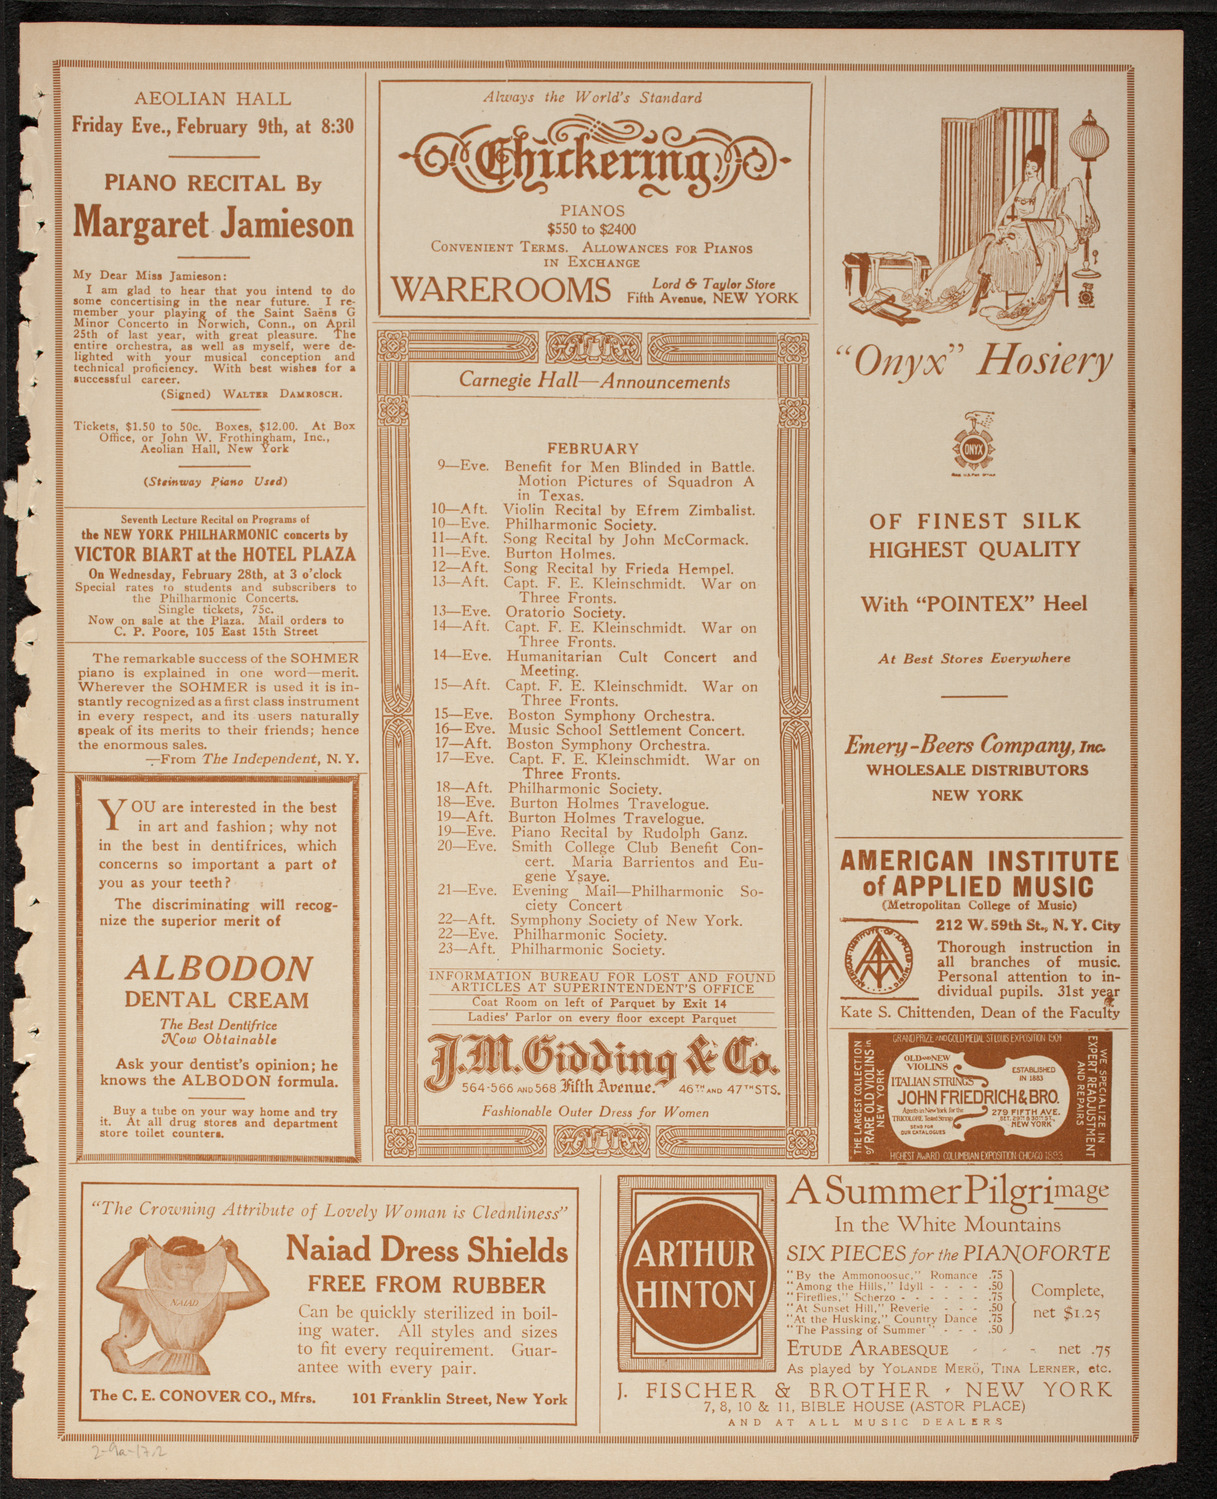 AEOLIAN HALL
Friday Eve., February 9th, at 8:30
PIANO RECITAL By
Margaret Jamieson
My Dear Miss Jamieson:
I am glad to hear that you intend to do
some concertising in the near future. I re-
member your playing of the Saint Saëns G
Minor Concerto in Norwich, Conn., on April
25th of last year, with great pleasure. The
entire orchestra, as well as myself, were de-
lighted with your musical conception and
technical proficiency. With best wishes for a
successful career.
(Signed) WALTER DAMROSCH.
Tickets, $1.50 to 50c. Boxes, $12.00. At Box
Office, or John W. Frothingham, Inc.,
Aeolian Hall, New York
(Steinway Piano Used)
Seventh Lecture Recital on Programs of
the NEW YORK PHILHARMONIC concerts by
VICTOR BIART at the HOTEL PLAZA
On Wednesday, February 28th, at 3 o'clock
Special rates to students and subscribers to
the Philharmonic Concerts.
Single tickets, 75c.
Now on sale at the Plaza. Mail orders to
C. P. Poore, 105 East 15th Street
The remarkable success of the SOHMER
piano is explained in one word—merit.
Wherever the SOHMER is used it is in-
stantly recognized as a first class instrument
in every respect, and its users naturally
speak of its merits to their friends; hence
the enormous sales.
—From The Independent, N. Y.
YOU are interested in the best
in art and fashion; why not
in the best in dentifrices, which
concerns so important a part of
you as your teeth?
The discriminating will recog-
nize the superior merit of
ALBODON
DENTAL CREAM
The Best Dentifrice
Now Obtainable
Ask your dentist's opinion; he
knows the ALBODON formula.
Buy a tube on your way home and try
it. At all drug stores and department
store toilet counters.
Always the World's Standard
Chickering
PIANOS
$550 to $2400
CONVENIENT TERMS. ALLOWANCES FOR PIANOS
IN EXCHANGE
WAREROOMS
Lord & Taylor Store
Fifth Avenue, NEW YORK
Carnegie Hall—Announcements
FEBRUARY
9—Eve. Benefit for Men Blinded in Battle.
Motion Pictures of Squadron A
in Texas.
10—Aft. Violin Recital by Efrem Zimbalist.
10—Eve. Philharmonic Society.
11—Aft. Song Recital by John McCormack.
11—Eve. Burton Holmes.
12—Aft. Song Recital by Frieda Hempel.
13—Aft. Capt. F. E. Kleinschmidt. War on
Three Fronts.
13—Eve. Oratorio Society.
14—Aft. Capt. F. E. Kleinschmidt. War on
Three Fronts.
14—Eve. Humanitarian Cult Concert and
Meeting.
15—Aft. Capt. F. E. Kleinschmidt. War on
Three Fronts.
15—Eve. Boston Symphony Orchestra.
16—Eve. Music School Settlement Concert.
17—Aft. Boston Symphony Orchestra.
17—Eve. Capt. F. E. Kleinschmidt. War on
Three Fronts.
18—Aft. Philharmonic Society.
18—Eve. Burton Holmes Travelogue.
19—Aft. Burton Holmes Travelogue.
19—Eve. Piano Recital by Rudolph Ganz.
20—Eve. Smith College Club Benefit Con-
cert. Maria Barrientos and Eu-
gene Ysaye.
21—Eve. Evening Mail—Philharmonic So-
ciety Concert
22—Aft. Symphony Society of New York.
22—Eve. Philharmonic Society.
23—Aft. Philharmonic Society.
INFORMATION BUREAU FOR LOST AND FOUND
ARTICLES AT SUPERINTENDENT'S OFFICE
Coat Room on left of Parquet by Exit 14
Ladies' Parlor on every floor except Parquet
J.M. Gidding & Co.
564-566 AND 568 Fifth Avenue. 46TH AND 47TH STS.
Fashionable Outer Dress for Women
"Onyx" Hosiery
ONYX
OF FINEST SILK
HIGHEST QUALITY
With "POINTEX" Heel
At Best Stores Everywhere
Emery-Beers Company, Inc.
WHOLESALE DISTRIBUTORS
NEW YORK
AMERICAN INSTITUTE
of APPLIED MUSIC
(Metropolitan College of Music)
212 W. 59th St., N. Y. City
Thorough instruction in
all branches of music.
Personal attention to in-
dividual pupils. 31st year
Kate S. Chittenden, Dean of the Faculty
GRAND PRIZE AND GOLD MEDAL ST LOUIS EXPOSITION 1904
THE LARGEST COLLECTION
of RARE OLD VIOLINS in
NEW YORK
OLD AND NEW
VIOLINS
ITALIAN STRINGS
ESTABLISHED
IN 1883
JOHN FRIEDRICH & BRO.
Agents in New York for the
TRICOLORE Tested Strings
SEND FOR
OUR CATALOGUES
279 FIFTH AVE.
BET. 29TH & 30TH ST.
NEW YORK
WE SPECIALIZE IN
EXPERT READJUSTMENT
AND REPAIRS
HIGHEST AWARD COLUMBIAN EXPOSITION CHICAGO 1893
"The Crowning Attribute of Lovely Woman is Cleanliness"
NAIAD
Naiad Dress Shields
FREE FROM RUBBER
Can be quickly sterilized in boil-
ing water. All styles and sizes
to fit every requirement. Guar-
antee with every pair.
The C. E. CONOVER CO., Mfrs. 101 Franklin Street, New York
ARTHUR
HINTON
A Summer Pilgrimage
In the White Mountains
SIX PIECES for the PIANOFORTE
"By the Ammonoosuc," Romance .75
"Among the Hills," Idyll - - - - - .50
"Fireflies," Scherzo - - - - - - .75
"At Sunset Hill," Reverie - - - .50
"At the Husking," Country Dance .75
"The Passing of Summer" - - - .50
Complete,
net $1.25
ETUDE ARABESQUE - - - net .75
As played by YOLANDE MERÖ, TINA LERNER, etc.
J. FISCHER & BROTHER - NEW YORK
7, 8, 10 & 11, BIBLE HOUSE (ASTOR PLACE)
AND AT ALL MUSIC DEALERS
2-9a-17.2